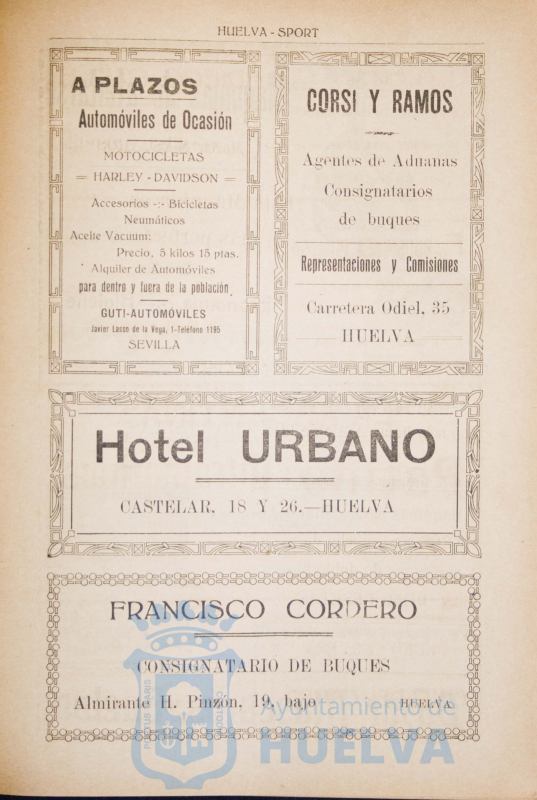 HUELVA - SPORT
A PLAZOS
Automóviles de Ocasión
MOTOCICLETAS
= HARLEY - DAVIDSON =
Accesorios -:- Bicicletas
Neumáticos
Aceite Vacuum:
Precio, 5 kilos 15 ptas.
Alquiler de Automóviles
para dentro y fuera de la población
GUTI-AUTOMÓVILES
Javier Lasso de la Vega, 1-Teléfono 1195
SEVILLA
CORSI Y RAMOS
Agentes de Aduanas
Consignatarios
de buques
Representaciones y Comisiones
Carretera Odiel, 35
HUELVA
Hotel URBANO
CASTELAR, 18 Y 26.—HUELVA
FRANCISCO CORDERO
CONSIGNATARIO DE BUQUES
Almirante H. Pinzón, 19, bajo HUELVA
PORTUS MARIS
CUSTODIA
Ayuntamiento de
HUELVA